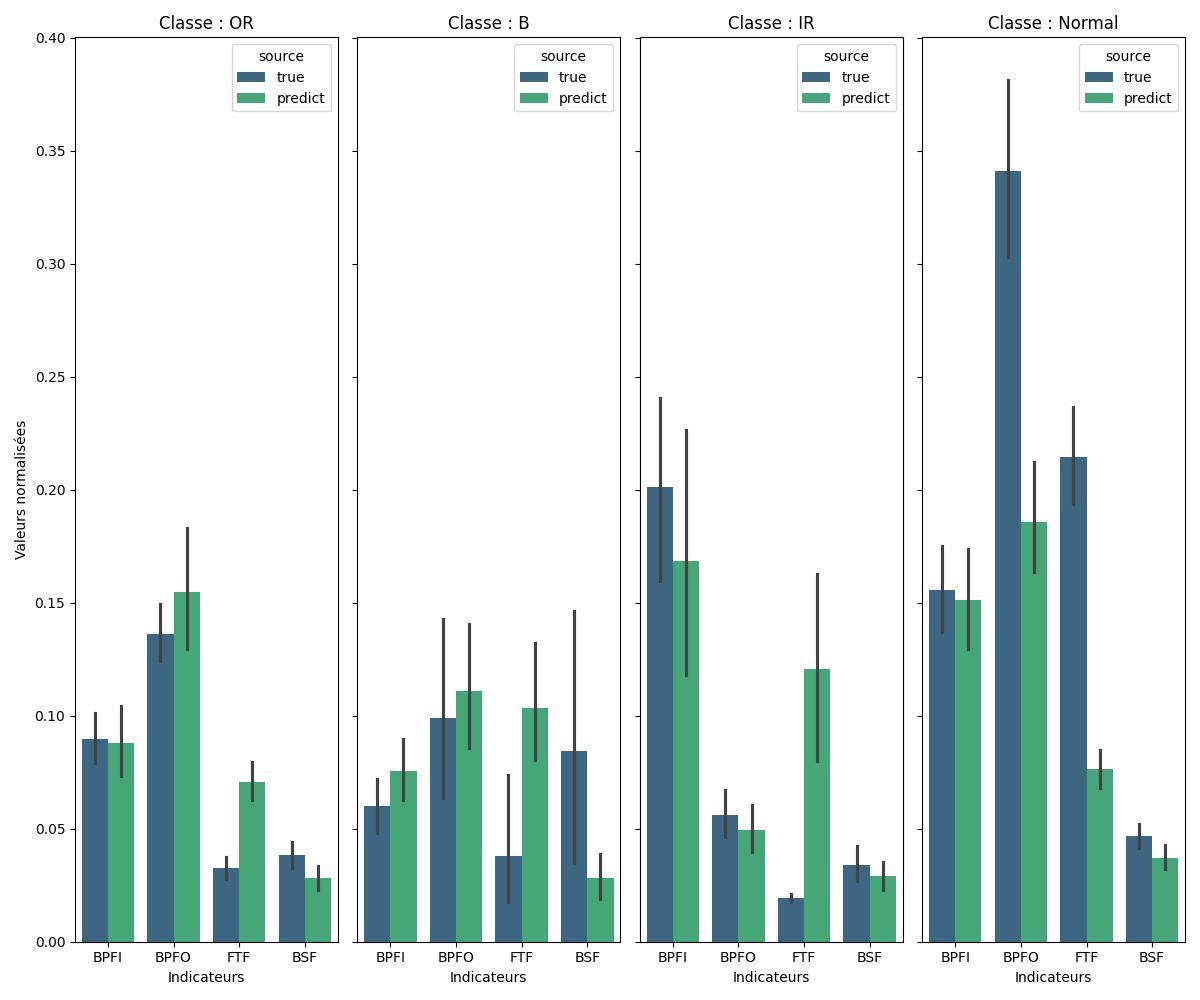 Classe : OR
Classe : B
Classe : IR
Classe : Normal
source
true
predict
source
true
predict
source
true
predict
source
true
predict
0.40
0.35
0.30
0.25
0.20
0.15
0.10
0.05
0.00
Valeurs normalisées
BPFI BPFO FTF BSF
BPFI BPFO FTF BSF
BPFI BPFO FTF BSF
BPFI BPFO FTF BSF
Indicateurs
Indicateurs
Indicateurs
Indicateurs